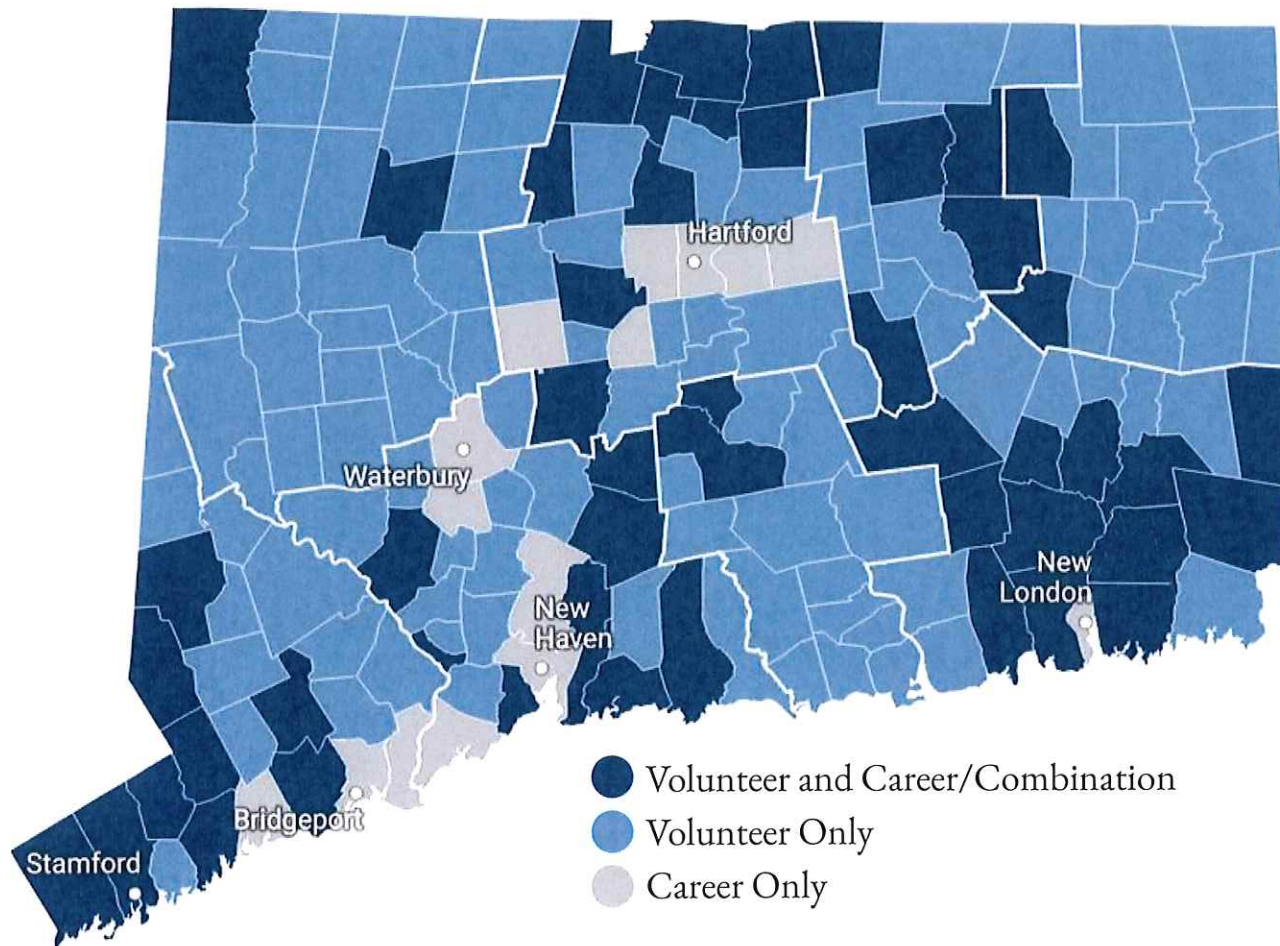 Hartford
Waterbury
New
Haven
New
London
Bridgeport
Stamford
Volunteer and Career/Combination
Volunteer Only
Career Only